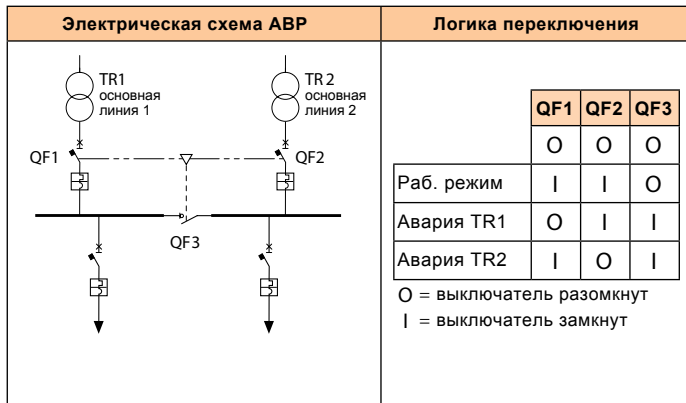 Электрическая схема АВР
Логика переключения
TR1
основная
линия 1
TR 2
основная
линия 2
QF1
QF2
QF3
QF1 QF2 QF3
O O O
Раб. режим I I O
Авария TR1 O I I
Авария TR2 I O I
O = выключатель разомкнут
I = выключатель замкнут